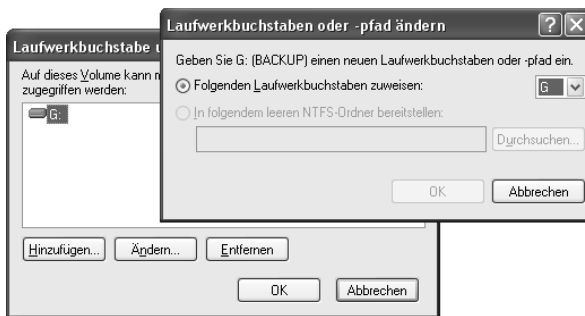 Laufwerkbuchstaben oder -pfad ändern
Geben Sie G: (BACKUP) einen neuen Laufwerkbuchstaben oder -pfad ein.
Folgenden Laufwerkbuchstaben zuweisen:
G
In folgendem leeren NTFS-Ordner bereitstellen:
Durchsuchen...
OK
Abbrechen
Laufwerkbuchstabe
Auf dieses Volume kann
zugegriffen werden:
G:
Hinzufügen...
Ändern...
Entfernen
OK
Abbrechen